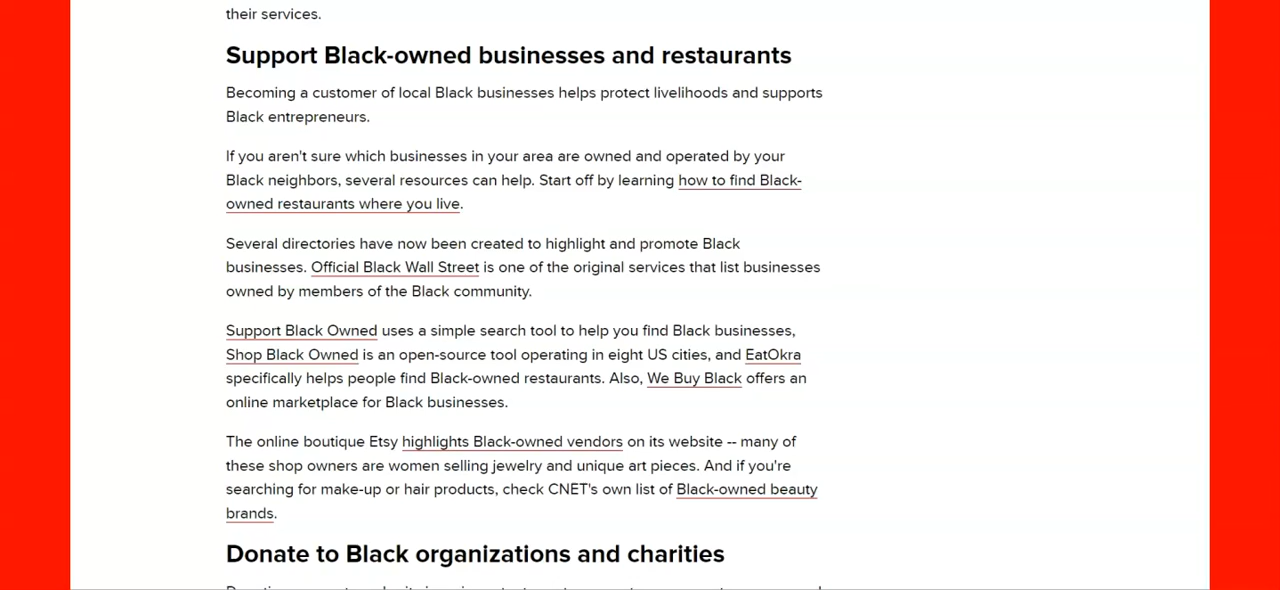 their services.
Support Black-owned businesses and restaurants
Becoming a customer of local Black businesses helps protect livelihoods and supports
Black entrepreneurs.
If you aren't sure which businesses in your area are owned and operated by your
Black neighbors, several resources can help. Start off by learning how to find Black-
owned restaurants where you live.
Several directories have now been created to highlight and promote Black
businesses. Official Black Wall Street is one of the original services that list businesses
owned by members of the Black community.
Support Black Owned uses a simple search tool to help you find Black businesses,
Shop Black Owned is an open-source tool operating in eight US cities, and EatOkra
specifically helps people find Black-owned restaurants. Also, We Buy Black offers an
online marketplace for Black businesses.
The online boutique Etsy highlights Black-owned vendors on its website -- many of
these shop owners are women selling jewelry and unique art pieces. And if you're
searching for make-up or hair products, check CNET's own list of Black-owned beauty
brands.
Donate to Black organizations and charities